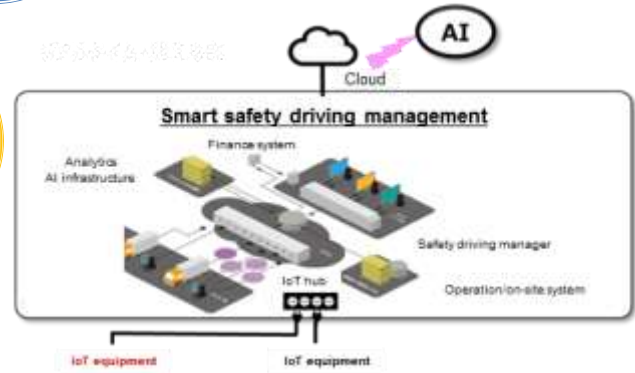 AI
Cloud
Smart safety driving management
Finance system
Analytics
AI infrastructure
Safety driving manager
Operation/on-site system
IoT hub
IoT equipment
IoT equipment